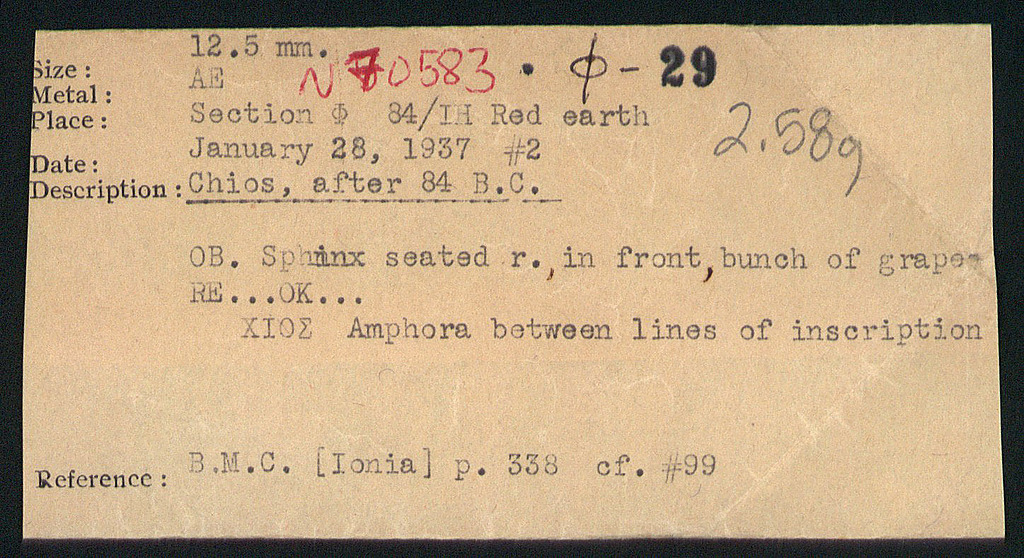 Size: 12.5 mm.
Metal: AE N70583 • Φ - 29
Place: Section Φ 84/ΙΗ Red earth 2.58g
Date: January 28, 1937 #2
Description: Chios, after 84 B.C.
OB. Sphinx seated r., in front, bunch of grapes
RE...OK...
ΧΙΟΣ Amphora between lines of inscription
Reference: B.M.C. [Ionia] p. 338 cf. #99